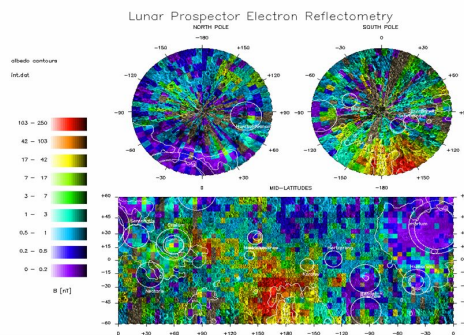 Lunar Prospector Electron Reflectometry
NORTH POLE
SOUTH POLE
-180
0
-150
+150
-30
+30
albedo contours
-120
+120
-60
+60
int.dat
-90
+90
-90
+90
103 - 250
42 - 103
17 - 42
7 - 17
3 - 7
1 - 3
0.5 - 1
0.2 - 0.5
0 - 0.2
B [nT]
-60
+60
-120
+120
-30
+30
-150
+150
0
-180
MID-LATITUDES
+60
+45
+30
+15
0
-15
-30
-45
-60
0
+30
+60
+90
+120
+150
-180
-150
-120
-90
-60
-30
0